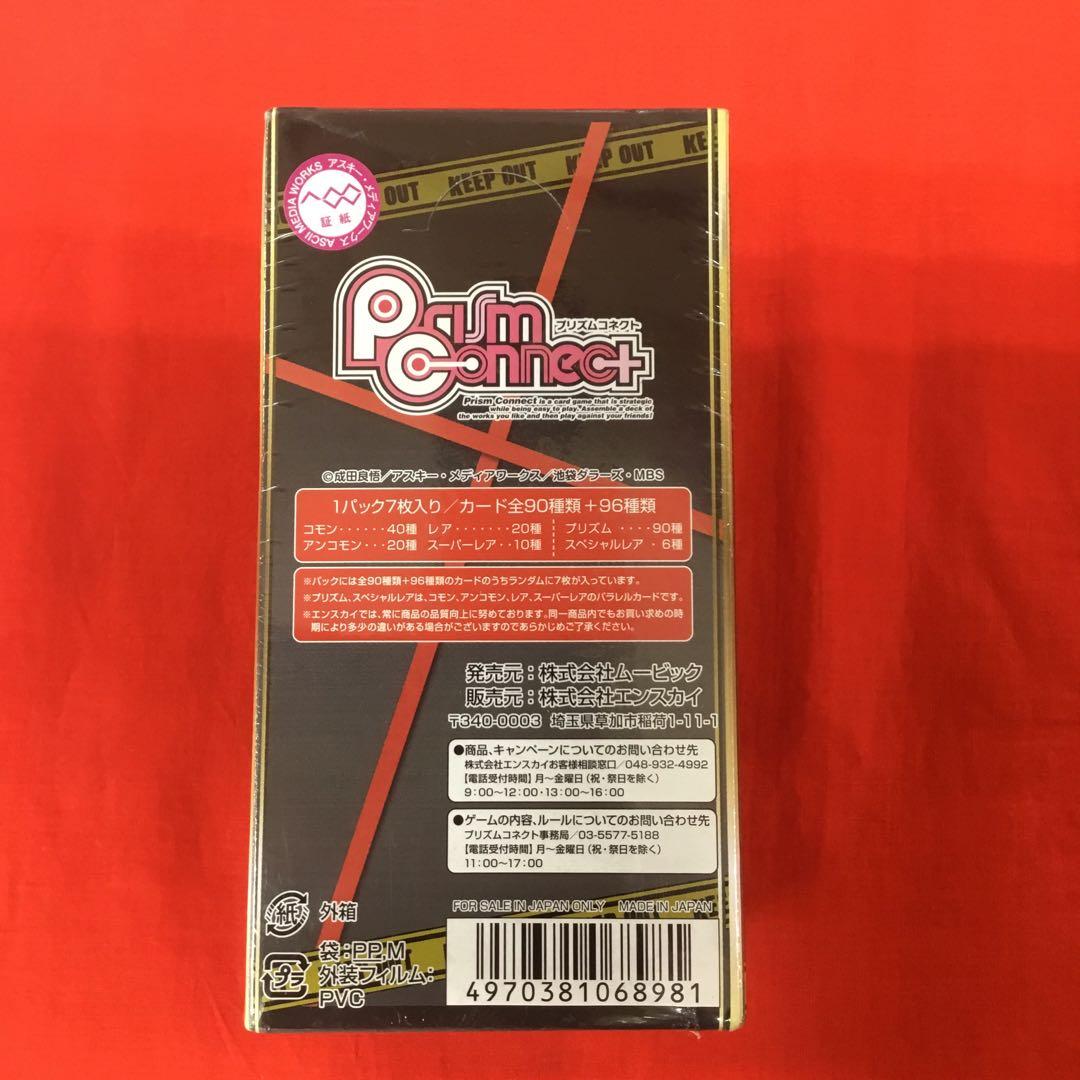 KEEP OUT KEEP OUT KE
OUT
ASCII MEDIA WORKS アスキー・メディアワークス
証紙
Prism
Connect
プリズムコネクト
Prism Connect is a card game that is strategic
while being easy to play. Assemble a deck of
the works you like and then play against your friends!
©成田良悟/アスキー・メディアワークス/池袋ダラーズ・MBS
1パック7枚入り/カード全90種類+96種類
コモン・・・・・・40種 レア・・・・・・・20種 プリズム ・・・・90種
アンコモン・・・20種 スーパーレア・・10種 スペシャルレア ・6種
※パックには全90種類+96種類のカードのうちランダムに7枚が入っています。
※プリズム、スペシャルレアは、コモン、アンコモン、レア、スーパーレアのパラレルカードです。
※エンスカイでは、常に商品の品質向上に努めております。同一商品内でもお買い求めの時
期により多少の違いがある場合がございますのであらかじめご了承ください。
発売元:株式会社ムービック
販売元:株式会社エンスカイ
〒340-0003 埼玉県草加市稲荷1-11-1
●商品、キャンペーンについてのお問い合わせ先
株式会社エンスカイお客様相談窓口/048-932-4992
【電話受付時間】月~金曜日(祝・祭日を除く)
9:00~12:00・13:00~16:00
●ゲームの内容、ルールについてのお問い合わせ先
プリズムコネクト事務局/03-5577-5188
【電話受付時間】月~金曜日(祝・祭日を除く)
11:00~17:00
FOR SALE IN JAPAN ONLY MADE IN JAPAN
紙 外箱
プラ
袋:PP,M
外装フィルム:
PVC
4970381068981